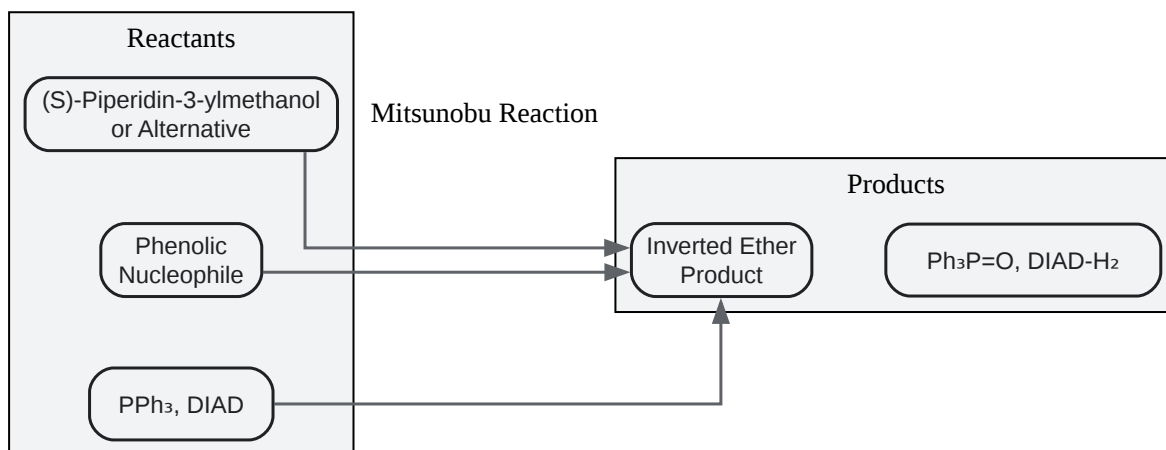 Reactants
(S)-Piperidin-3-ylmethanol
or Alternative
Mitsunobu Reaction
Phenolic
Nucleophile
PPh₃, DIAD
Products
Inverted Ether
Product
Ph₃P=O, DIAD-H₂